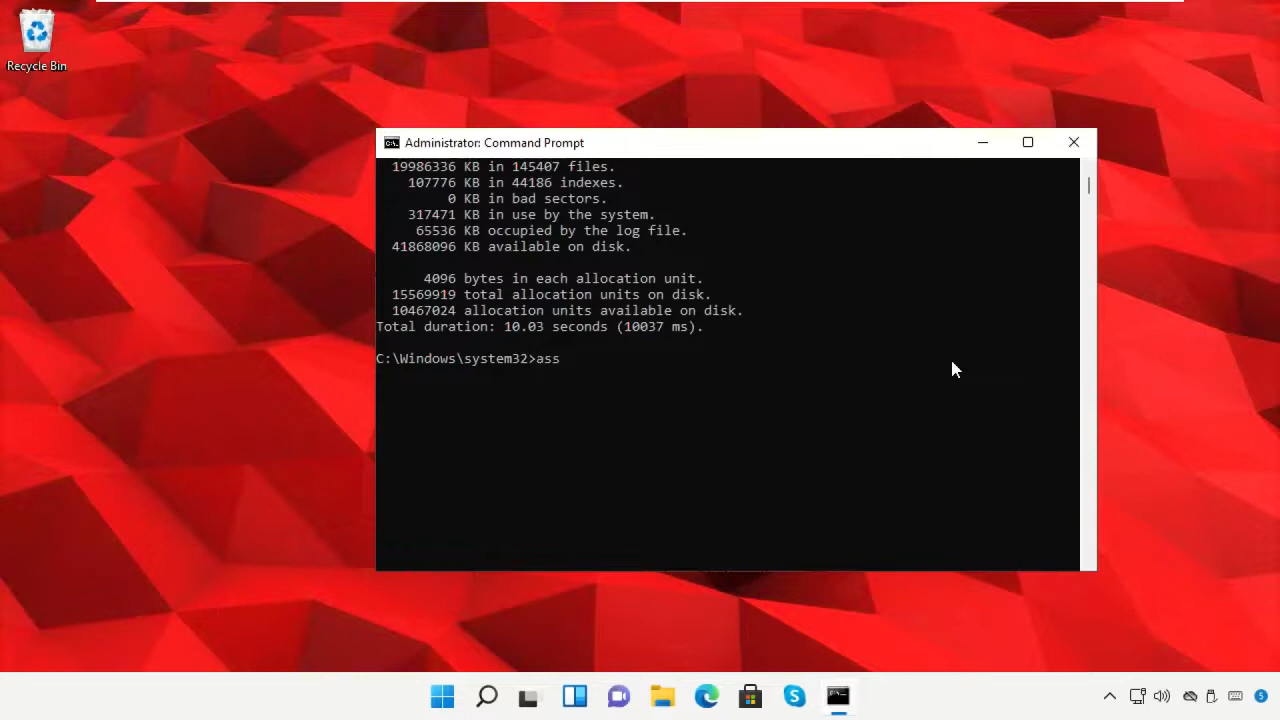 Recycle Bin
Administrator: Command Prompt
19986336 KB in 145407 files.
107776 KB in 44186 indexes.
0 KB in bad sectors.
317471 KB in use by the system.
65536 KB occupied by the log file.
41868096 KB available on disk.
4096 bytes in each allocation unit.
15569919 total allocation units on disk.
10467024 allocation units available on disk.
Total duration: 10.03 seconds (10037 ms).
C:\Windows\system32>ass
5